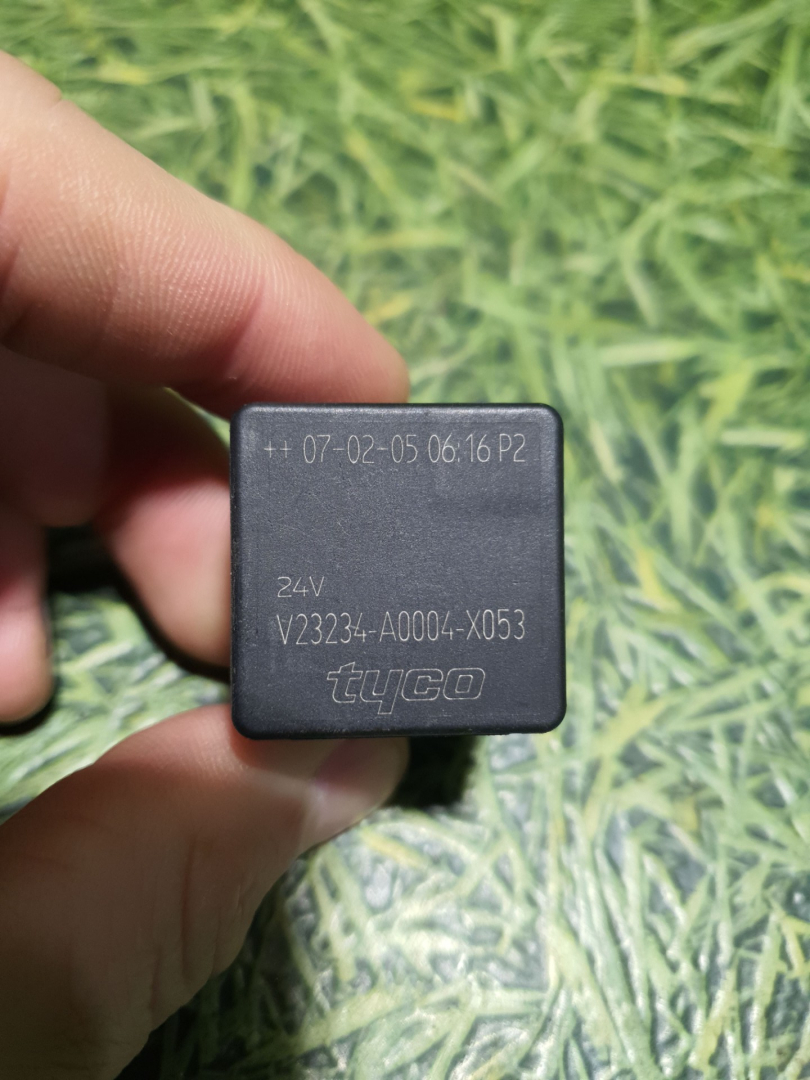 ++ 07-02-05 06:16 P2
24V
V23234-A0004-X053
tyco